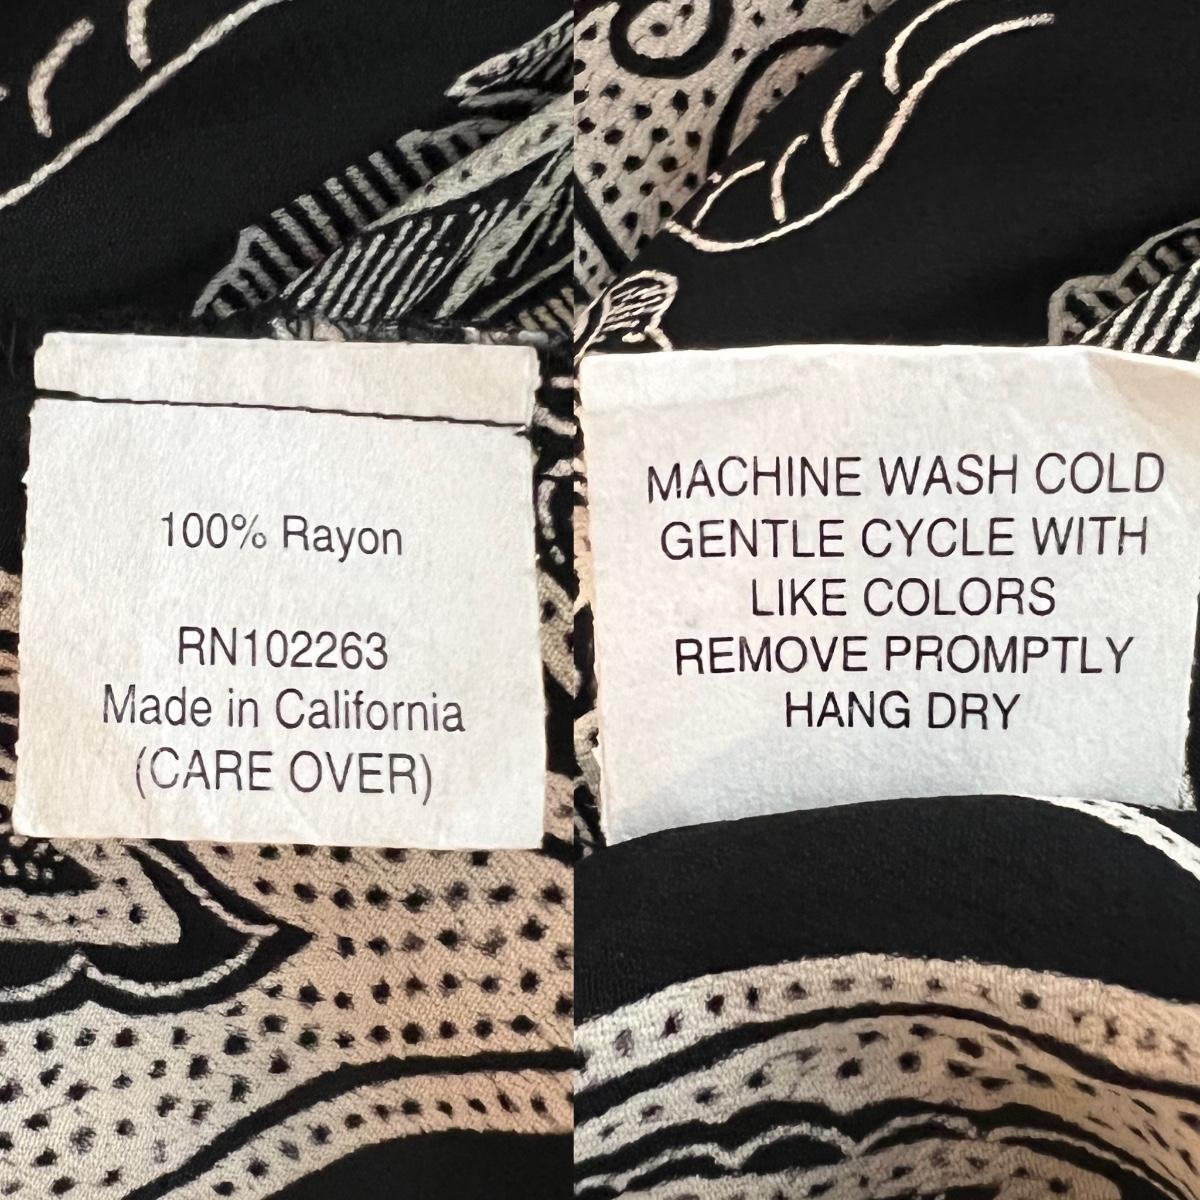 100% Rayon
RN102263
Made in California
(CARE OVER)
MACHINE WASH COLD
GENTLE CYCLE WITH
LIKE COLORS
REMOVE PROMPTLY
HANG DRY